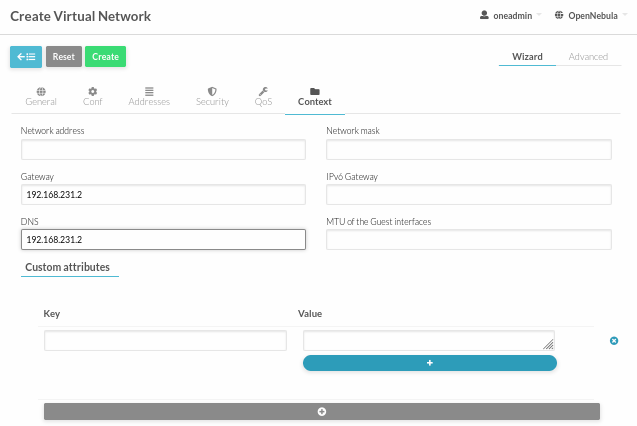 Create Virtual Network
oneadmin
OpenNebula
Reset
Create
Wizard
Advanced
General
Conf
Addresses
Security
QoS
Context
Network address
Network mask
Gateway
IPv6 Gateway
192.168.231.2
DNS
MTU of the Guest interfaces
192.168.231.2
Custom attributes
Key
Value